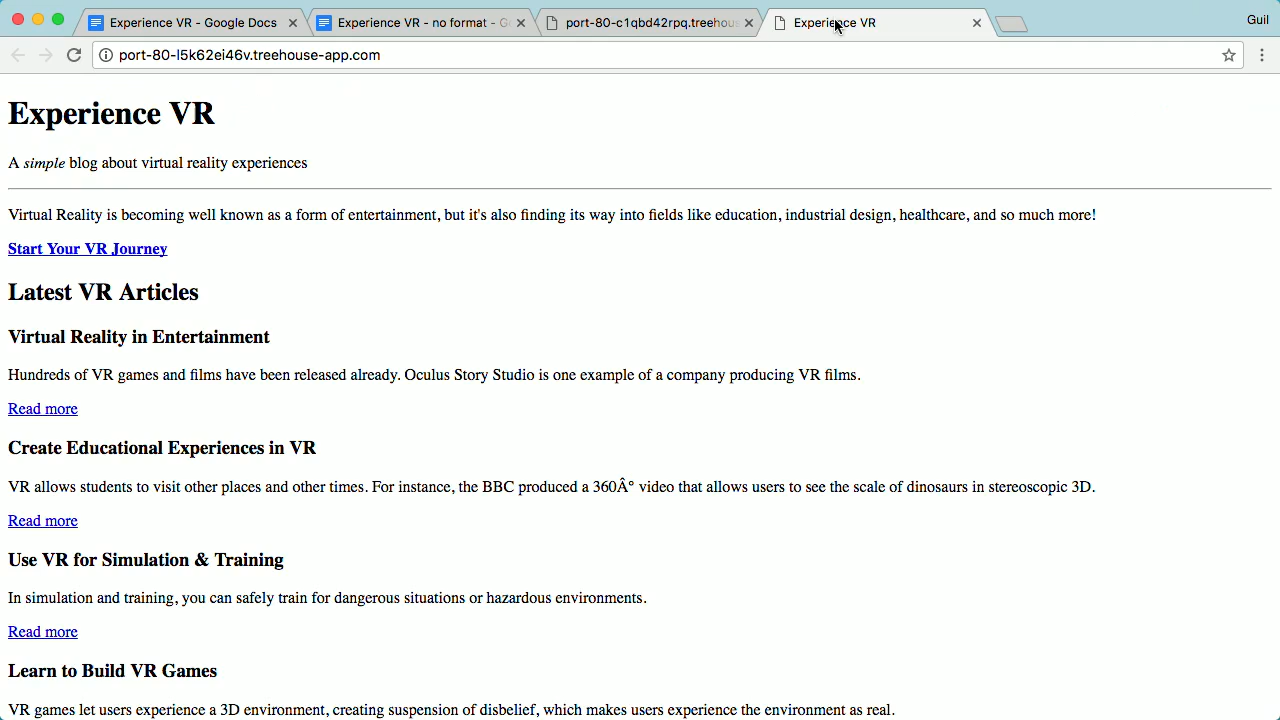 Experience VR - Google Docs
Experience VR - no format - G
port-80-c1qbd42rpq.treehous
Experience VR
Guil
port-80-l5k62ei46v.treehouse-app.com
Experience VR
A simple blog about virtual reality experiences
Virtual Reality is becoming well known as a form of entertainment, but it's also finding its way into fields like education, industrial design, healthcare, and so much more!
Start Your VR Journey
Latest VR Articles
Virtual Reality in Entertainment
Hundreds of VR games and films have been released already. Oculus Story Studio is one example of a company producing VR films.
Read more
Create Educational Experiences in VR
VR allows students to visit other places and other times. For instance, the BBC produced a 360Â° video that allows users to see the scale of dinosaurs in stereoscopic 3D.
Read more
Use VR for Simulation & Training
In simulation and training, you can safely train for dangerous situations or hazardous environments.
Read more
Learn to Build VR Games
VR games let users experience a 3D environment, creating suspension of disbelief, which makes users experience the environment as real.